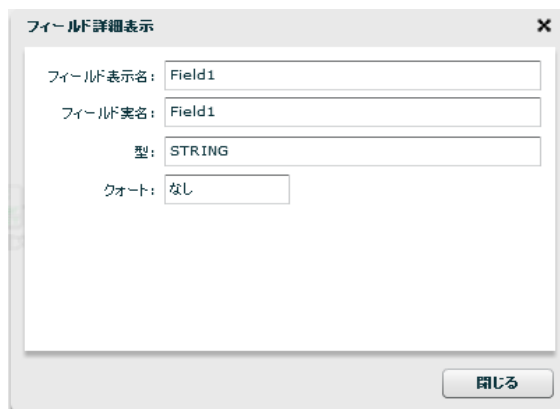 フィールド詳細表示
フィールド表示名: Field1
フィールド実名: Field1
型: STRING
クォート: なし
閉じる